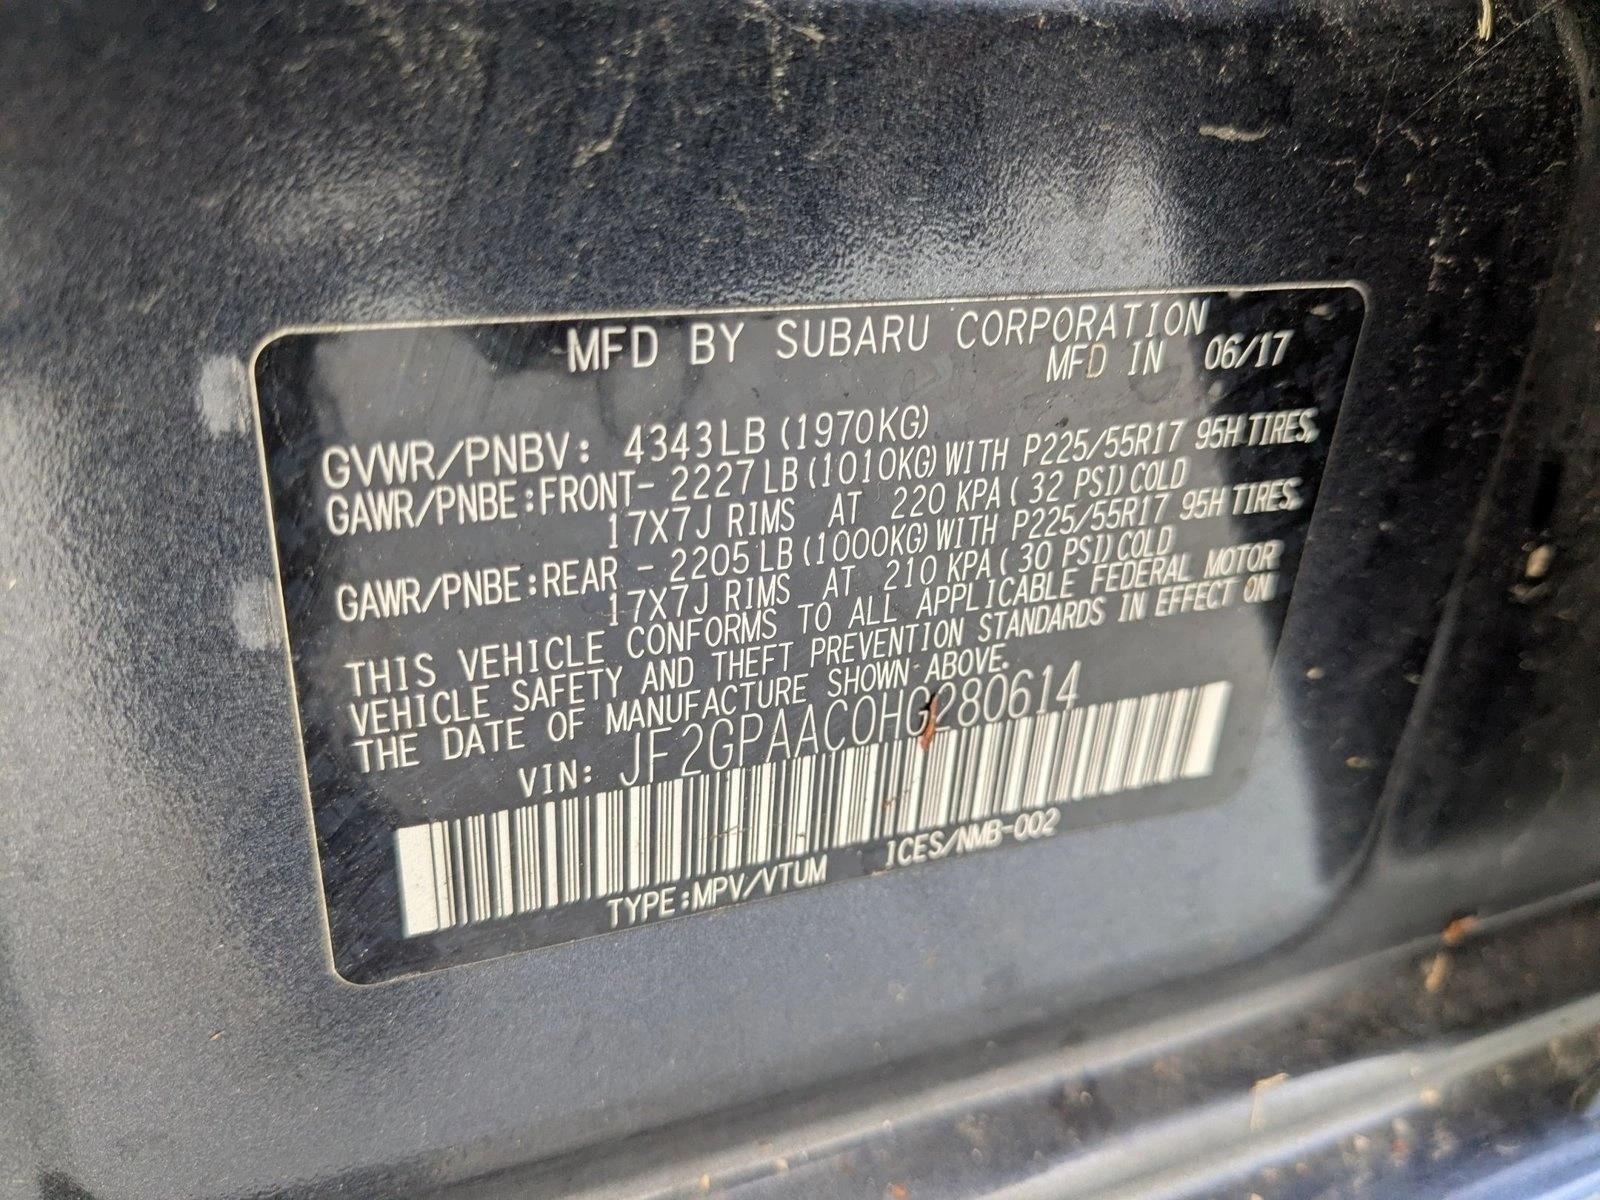 MFD BY SUBARU CORPORATION
MFD IN 06/17
GVWR/PNBV: 4343LB (1970KG)
GAWR/PNBE:FRONT- 2227LB (1010KG) WITH P225/55R17 95H TIRES,
17X7J RIMS AT 220 KPA ( 32 PSI) COLD
GAWR/PNBE:REAR - 2205LB (1000KG) WITH P225/55R17 95H TIRES,
17X7J RIMS AT 210 KPA ( 30 PSI) COLD
THIS VEHICLE CONFORMS TO ALL APPLICABLE FEDERAL MOTOR
VEHICLE SAFETY AND THEFT PREVENTION STANDARDS IN EFFECT ON
THE DATE OF MANUFACTURE SHOWN ABOVE.
VIN: JF2GPAAC0HG280614
TYPE:MPV/VTUM ICES/NMB-002